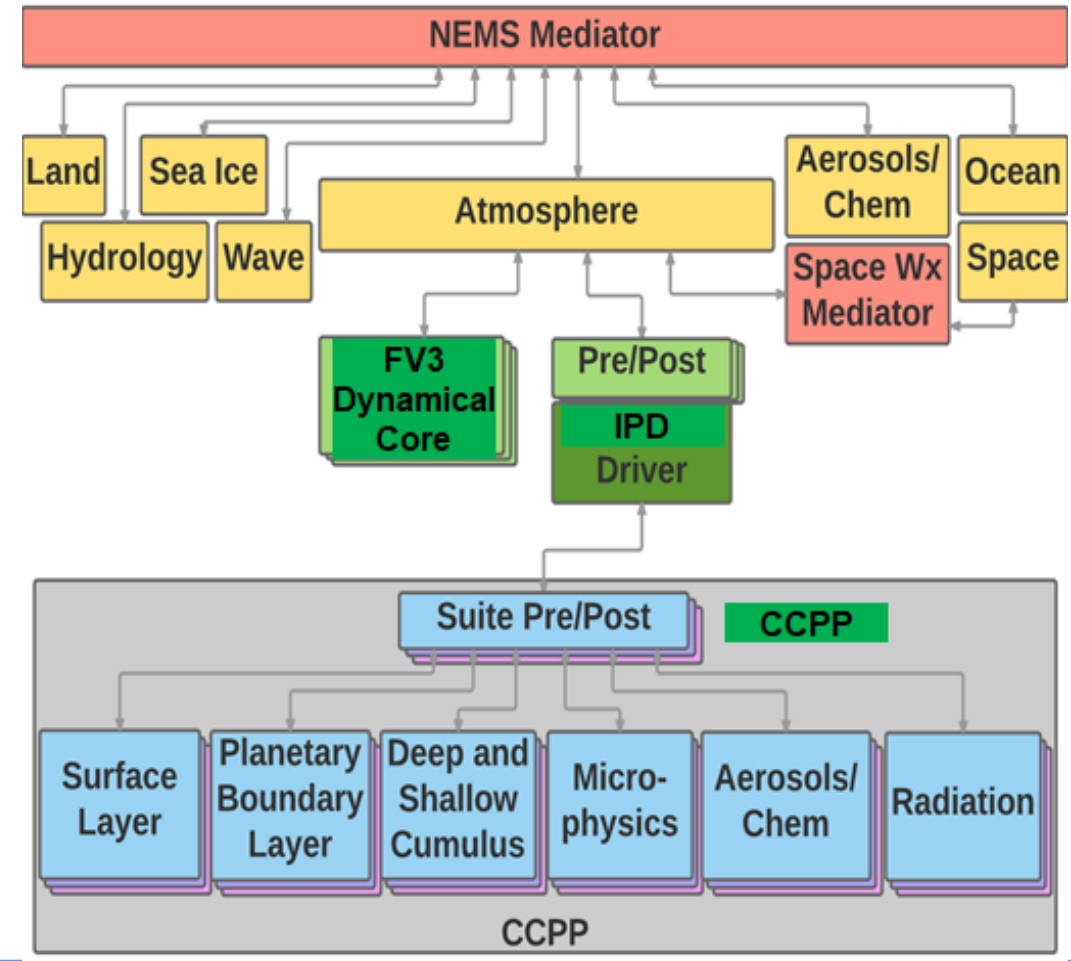 NEMS Mediator
Land
Sea Ice
Hydrology
Wave
Atmosphere
Aerosols/
Chem
Ocean
Space Wx
Mediator
Space
FV3
Dynamical
Core
Pre/Post
IPD
Driver
Suite Pre/Post
CCPP
Surface
Layer
Planetary
Boundary
Layer
Deep and
Shallow
Cumulus
Micro-
physics
Aerosols/
Chem
Radiation
CCPP